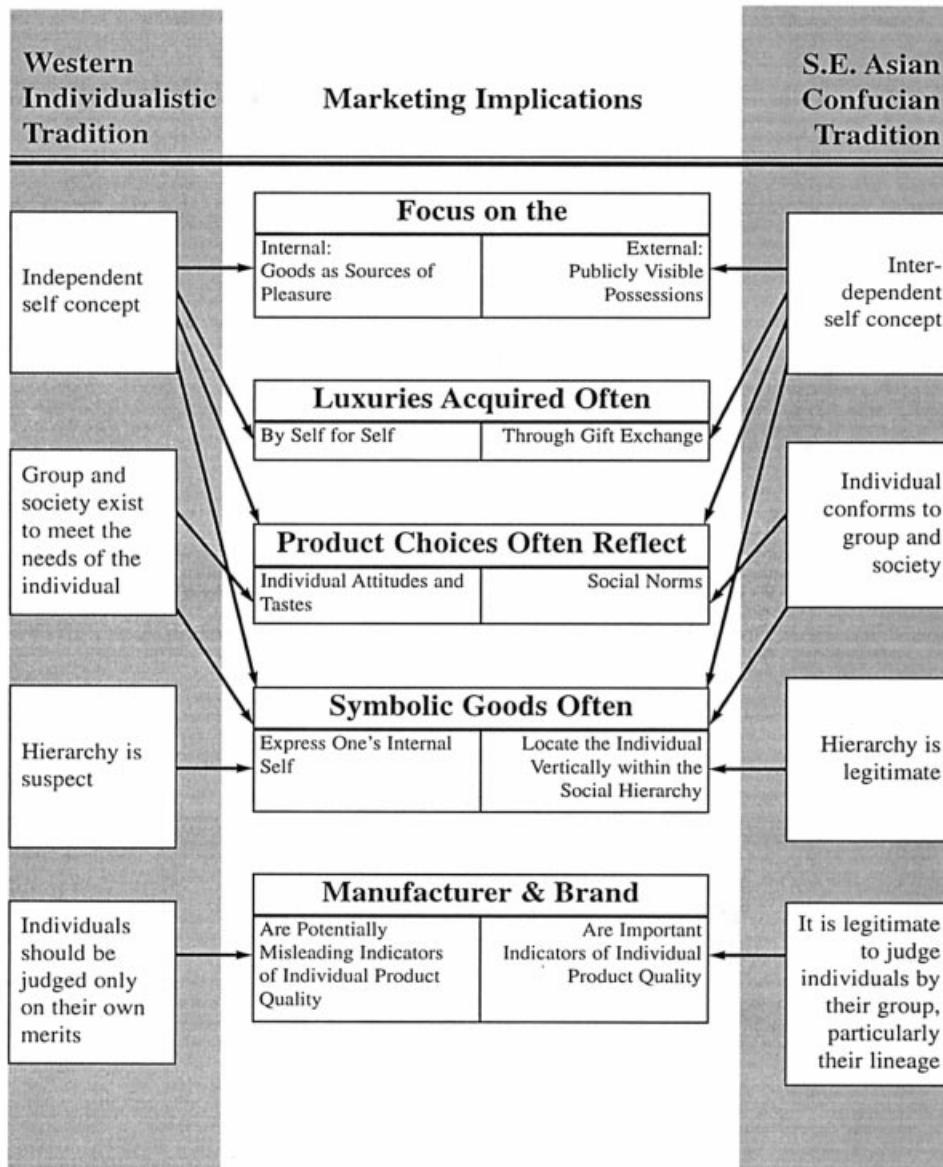 Western
Individualistic
Tradition
Marketing Implications
S.E. Asian
Confucian
Tradition
Focus on the
Internal:
Goods as Sources of
Pleasure
External:
Publicly Visible
Possessions
Independent
self concept
Inter-
dependent
self concept
Luxuries Acquired Often
By Self for Self
Through Gift Exchange
Group and
society exist
to meet the
needs of the
individual
Individual
conforms to
group and
society
Product Choices Often Reflect
Individual Attitudes and
Tastes
Social Norms
Symbolic Goods Often
Express One's Internal
Self
Locate the Individual
Vertically within the
Social Hierarchy
Hierarchy is
suspect
Hierarchy is
legitimate
Manufacturer & Brand
Are Potentially
Misleading Indicators
of Individual Product
Quality
Are Important
Indicators of Individual
Product Quality
Individuals
should be
judged only
on their own
merits
It is legitimate
to judge
individuals by
their group,
particularly
their lineage